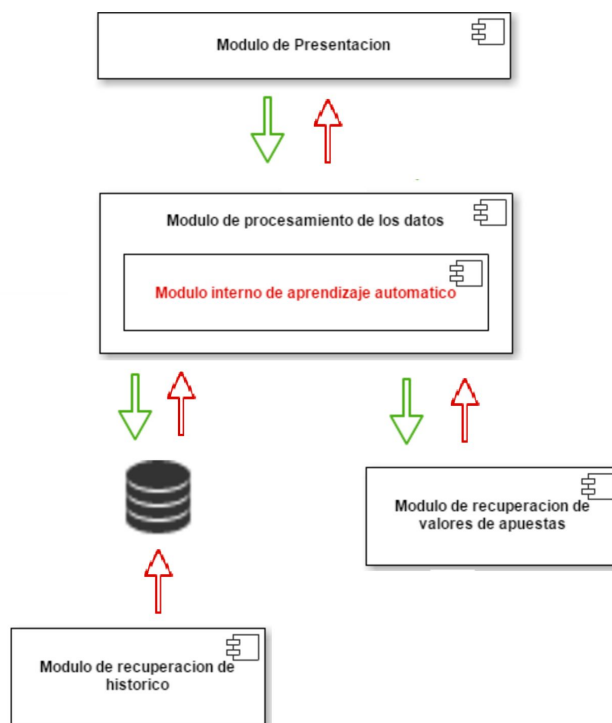 Modulo de Presentacion
Modulo de procesamiento de los datos
Modulo interno de aprendizaje automatico
Modulo de recuperacion de
valores de apuestas
Modulo de recuperacion de
historico